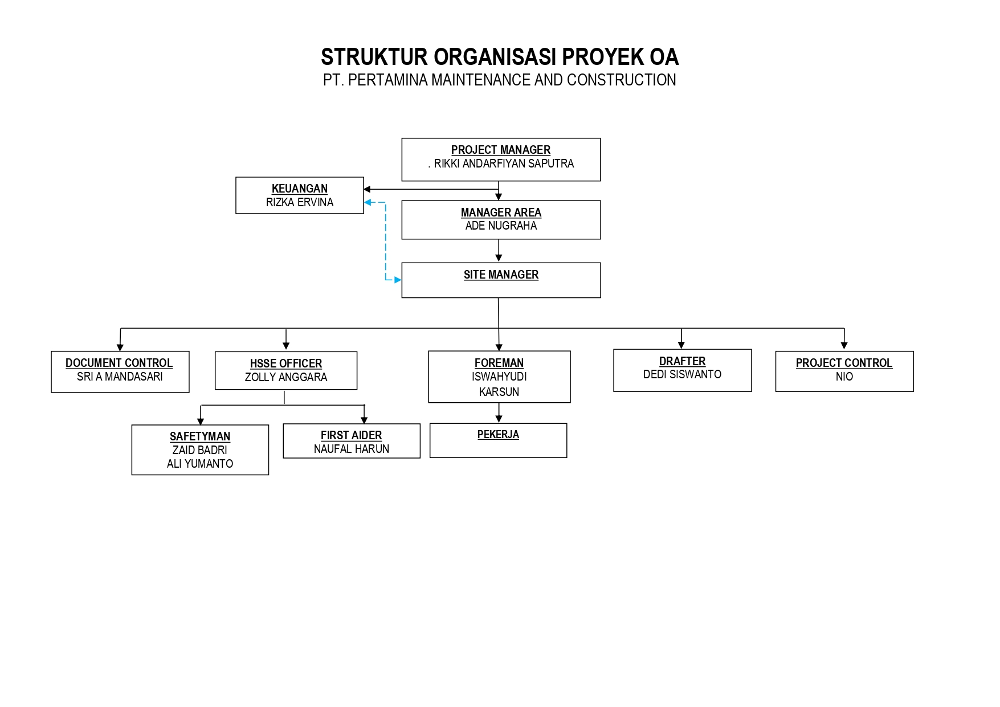 STRUKTUR ORGANISASI PROYEK OA
PT. PERTAMINA MAINTENANCE AND CONSTRUCTION
PROJECT MANAGER
. RIKKI ANDARFIYAN SAPUTRA
KEUANGAN
RIZKA ERVINA
MANAGER AREA
ADE NUGRAHA
SITE MANAGER
DOCUMENT CONTROL
SRI A MANDASARI
HSSE OFFICER
ZOLLY ANGGARA
FOREMAN
ISWAHYUDI
KARSUN
DRAFTER
DEDI SISWANTO
PROJECT CONTROL
NIO
SAFETYMAN
ZAID BADRI
ALI YUMANTO
FIRST AIDER
NAUFAL HARUN
PEKERJA